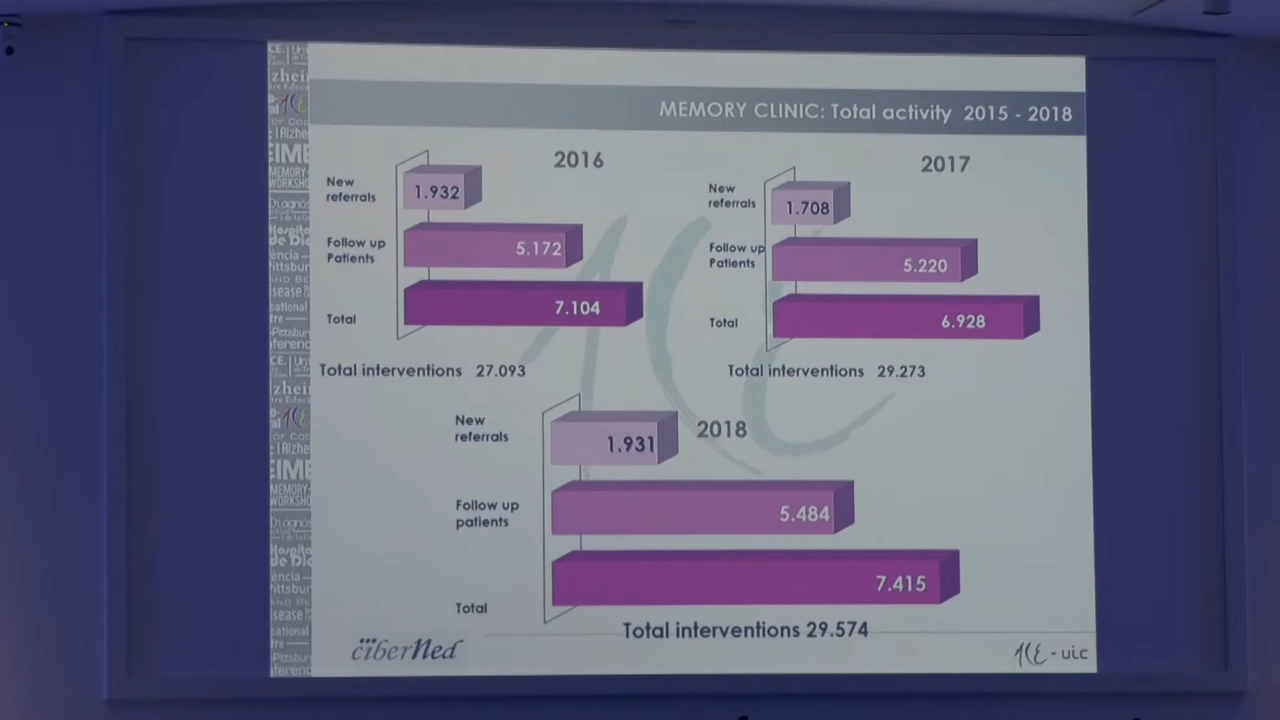 MEMORY CLINIC: Total activity 2015 - 2018
2016
New
referrals
1.932
Follow up
Patients
5.172
Total
7.104
Total interventions 27.093
2017
New
referrals
1.708
Follow up
Patients
5.220
Total
6.928
Total interventions 29.273
2018
New
referrals
1.931
Follow up
patients
5.484
Total
7.415
Total interventions 29.574
ciberNed
ACE - uic